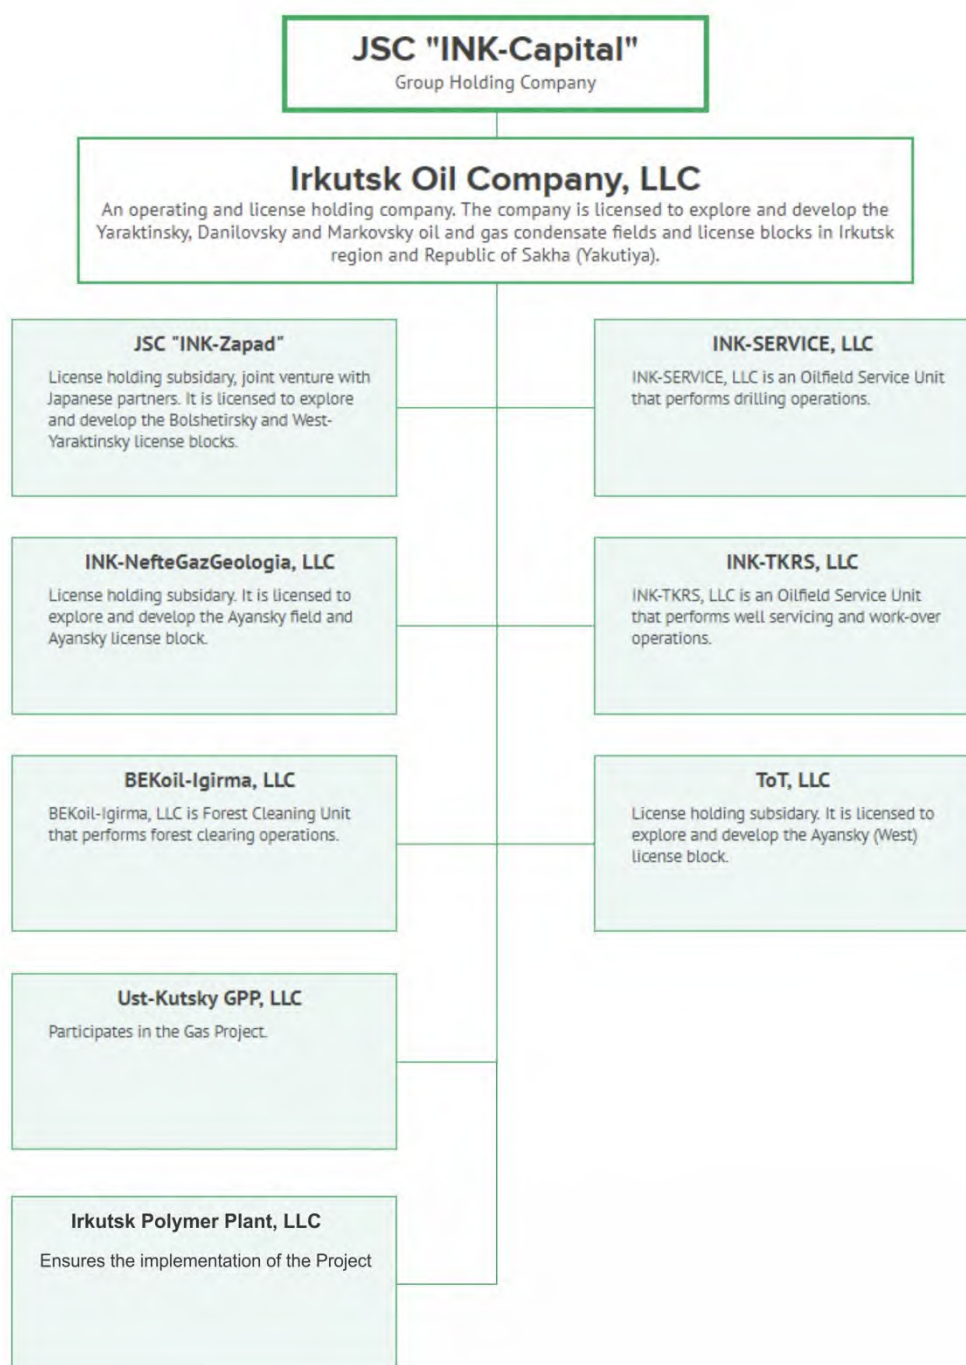 JSC "INK-Capital"
Group Holding Company
Irkutsk Oil Company, LLC
An operating and license holding company. The company is licensed to explore and develop the
Yaraktinsky, Danilovsky and Markovsky oil and gas condensate fields and license blocks in Irkutsk
region and Republic of Sakha (Yakutiya).
JSC "INK-Zapad"
License holding subsidary, joint venture with
Japanese partners. It is licensed to explore
and develop the Bolshetirsky and West-
Yaraktinsky license blocks.
INK-SERVICE, LLC
INK-SERVICE, LLC is an Oilfield Service Unit
that performs drilling operations.
INK-NefteGazGeologia, LLC
License holding subsidary. It is licensed to
explore and develop the Ayansky field and
Ayansky license block.
INK-TKRS, LLC
INK-TKRS, LLC is an Oilfield Service Unit
that performs well servicing and work-over
operations.
BEKoil-Igirma, LLC
BEKoil-Igirma, LLC is Forest Cleaning Unit
that performs forest clearing operations.
ToT, LLC
License holding subsidary. It is licensed to
explore and develop the Ayansky (West)
license block.
Ust-Kutsky GPP, LLC
Participates in the Gas Project.
Irkutsk Polymer Plant, LLC
Ensures the implementation of the Project